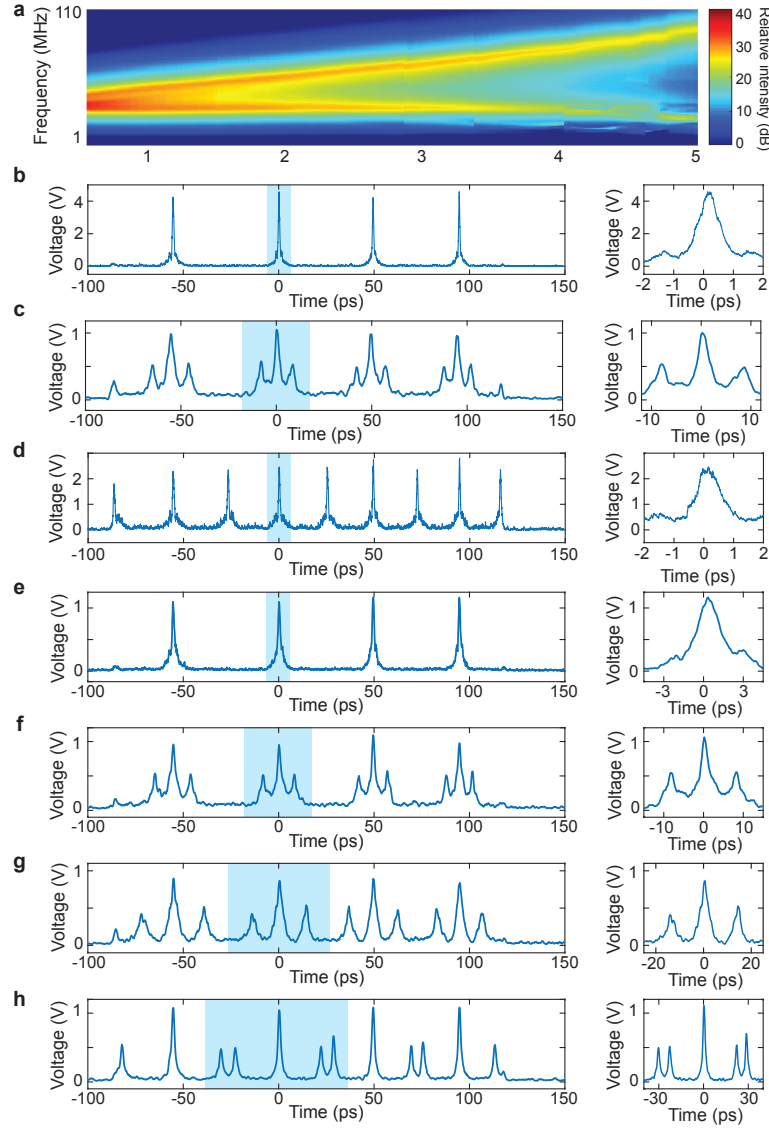 a
110
Frequency (MHz)
1
1 2 3 4 5
40
30
20
10
0
Relative intensity (dB)
b
Voltage (V)
4
2
0
-100 -50 0 50 100 150
Time (ps)
Voltage (V)
4
2
0
-2 -1 0 1 2
Time (ps)
c
Voltage (V)
1
0
-100 -50 0 50 100 150
Time (ps)
Voltage (V)
1
0
-10 0 10
Time (ps)
d
Voltage (V)
2
1
0
-100 -50 0 50 100 150
Time (ps)
Voltage (V)
2
1
0
-2 -1 0 1 2
Time (ps)
e
Voltage (V)
1
0
-100 -50 0 50 100 150
Time (ps)
Voltage (V)
1
0
-3 0 3
Time (ps)
f
Voltage (V)
1
0
-100 -50 0 50 100 150
Time (ps)
Voltage (V)
1
0
-10 0 10
Time (ps)
g
Voltage (V)
1
0
-100 -50 0 50 100 150
Time (ps)
Voltage (V)
1
0
-20 0 20
Time (ps)
h
Voltage (V)
1
0
-100 -50 0 50 100 150
Time (ps)
Voltage (V)
1
0
-30 0 30
Time (ps)